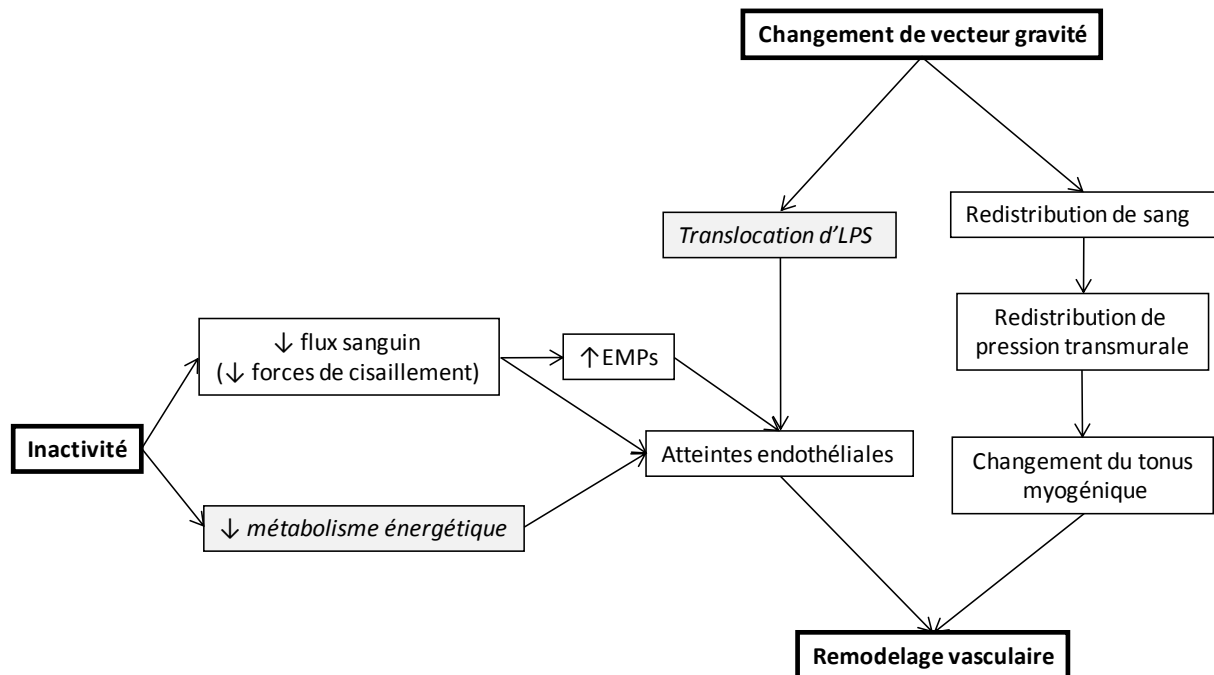 Changement de vecteur gravité
Redistribution de sang
Translocation d'LPS
Redistribution de
pression transmurale
↓ flux sanguin
(↓ forces de cisaillement)
↑EMPs
Inactivité
Atteintes endothéliales
Changement du tonus
myogénique
↓ métabolisme énergétique
Remodelage vasculaire